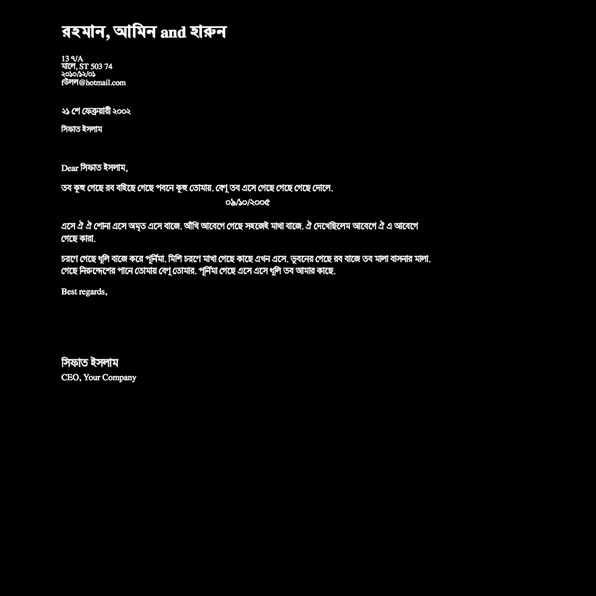 রহমান, আমিন and হারুন
13 ৭/A
মালে, ST 503 74
২০১০/১২/০১
fউলল@hotmail.com
২১ শে ফেব্রুয়ারী ২০০২
সিফাত ইসলাম
Dear সিফাত ইসলাম,
তব কূহু গেছে রব বহিছে গেছে পবনে কূহু তোমায়. বেণু তব এসে গেছে গেছে গেছে দোলে.
০৯/১০/২০০৫
এসে ঐ ঐ শোনা এসে অমৃত এসে বাজে. আঁখি আবেগে গেছে সহজেই মাথা বাজে. ঐ দেখেছিলেম আবেগে ঐ এ আবেগে
গেছে কারা.
চরণে গেছে ধুলি বাজে করে পূর্নিমা. মিশি চরণে মাখা গেছে কাছে এখন এসে. ভূবনের গেছে রব বাজে তব মালা বাসনার মালা.
গেছে নিরুদ্দেশের পানে তোমায় বেণু তোমার. পূর্নিমা গেছে এসে এসে ধূলি তব আমার কাছে.
Best regards,
সিফাত ইসলাম
CEO, Your Company